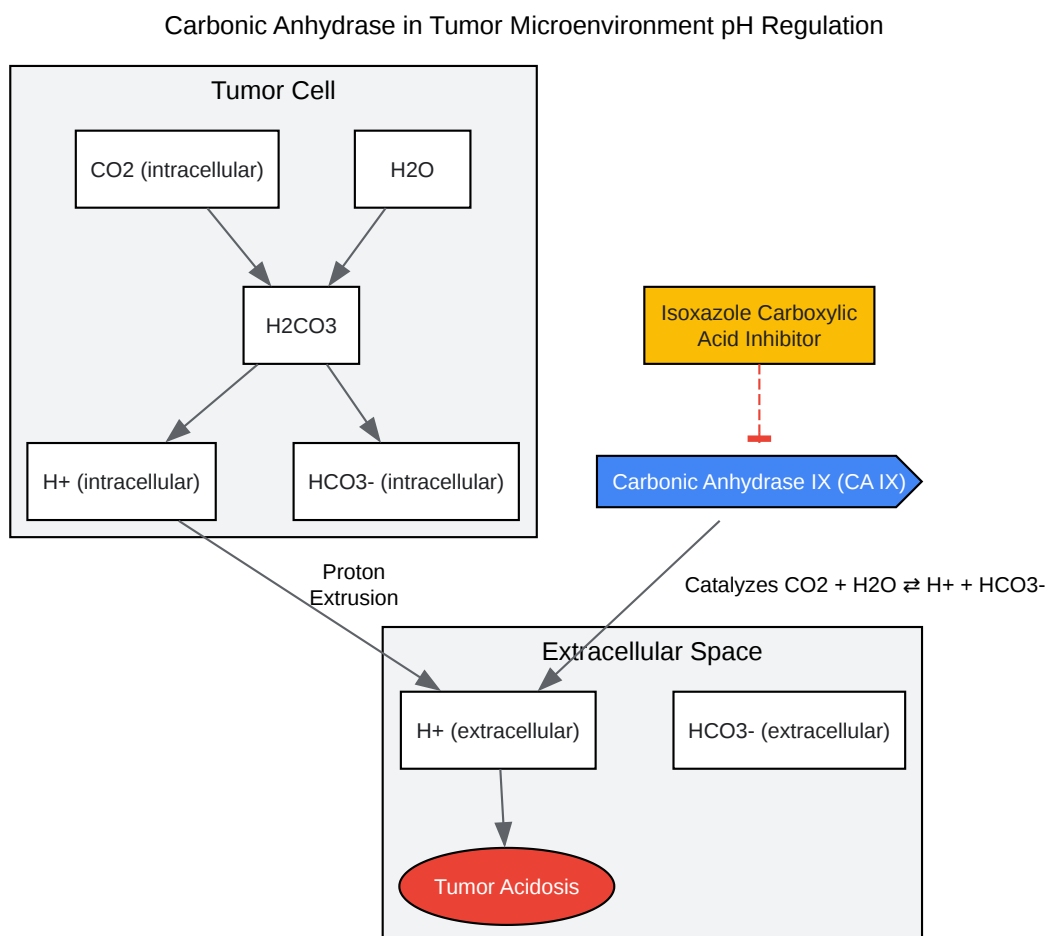 Carbonic Anhydrase in Tumor Microenvironment pH Regulation
Tumor Cell
CO2 (intracellular)
H2O
H2CO3
Isoxazole Carboxylic
Acid Inhibitor
H+ (intracellular)
HCO3- (intracellular)
Carbonic Anhydrase IX (CA IX)
Proton
Extrusion
Catalyzes CO2 + H2O ⇄ H+ + HCO3-
Extracellular Space
H+ (extracellular)
HCO3- (extracellular)
Tumor Acidosis